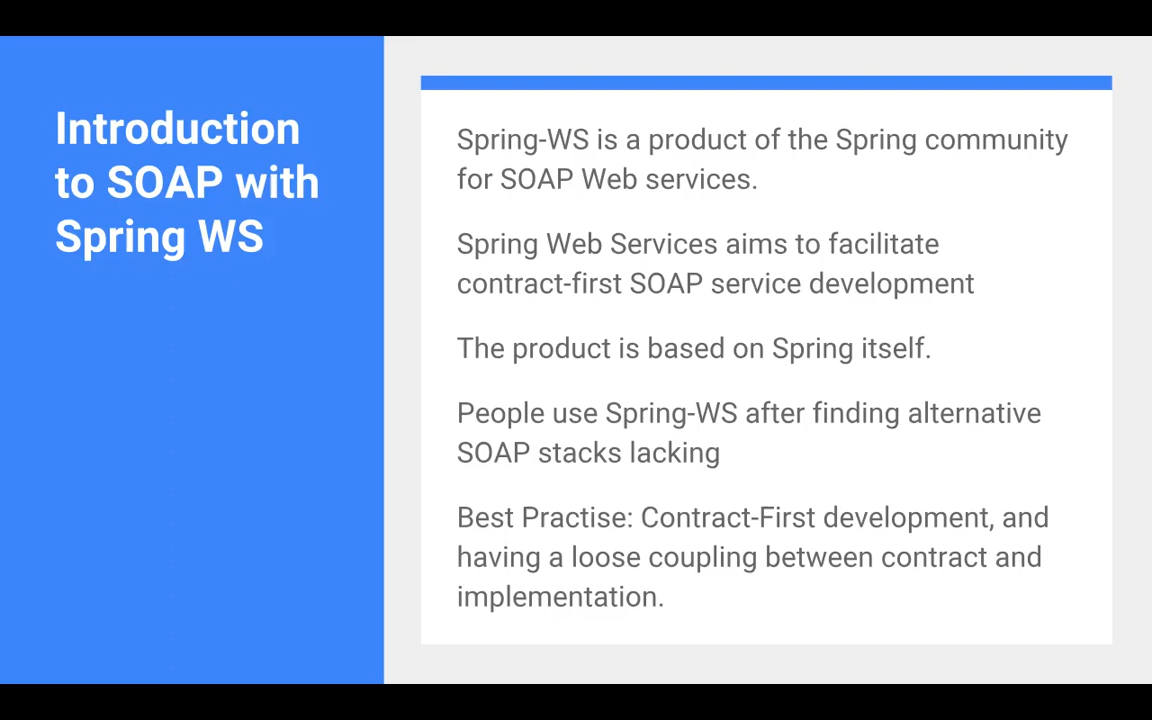 Introduction
to SOAP with
Spring WS
Spring-WS is a product of the Spring community
for SOAP Web services.
Spring Web Services aims to facilitate
contract-first SOAP service development
The product is based on Spring itself.
People use Spring-WS after finding alternative
SOAP stacks lacking
Best Practise: Contract-First development, and
having a loose coupling between contract and
implementation.